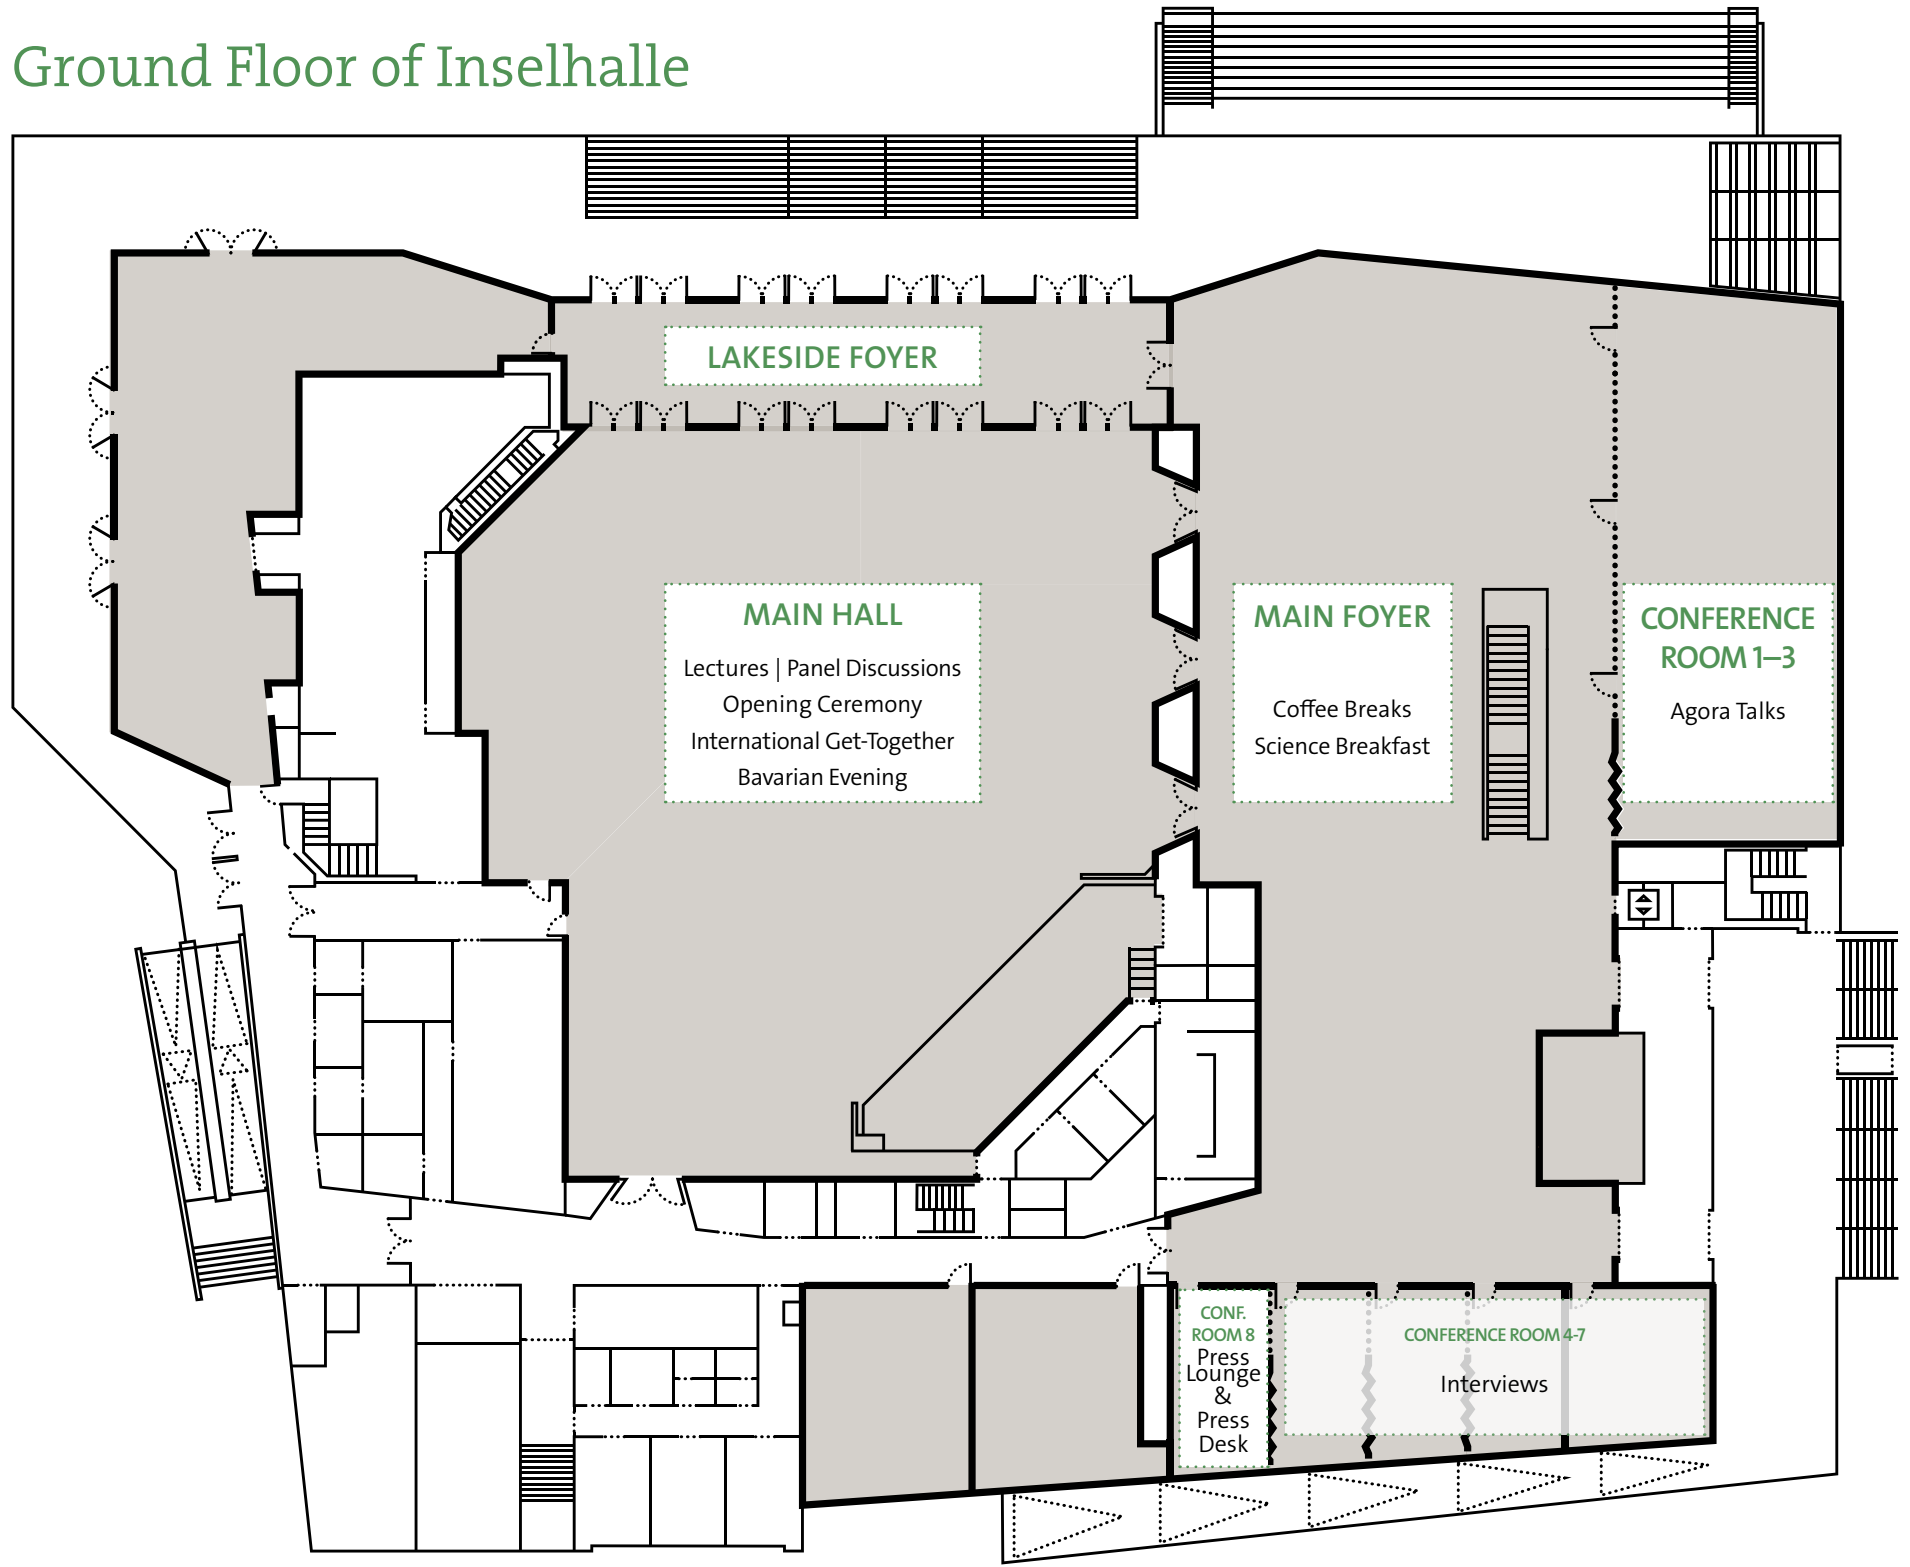 Ground Floor of Inselhalle
LAKESIDE FOYER
MAIN HALL
Lectures | Panel Discussions
Opening Ceremony
International Get-Together
Bavarian Evening
MAIN FOYER
Coffee Breaks
Science Breakfast
CONFERENCE
ROOM 1–3
Agora Talks
CONF.
ROOM 8
Press
Lounge
&
Press
Desk
CONFERENCE ROOM 4-7
Interviews